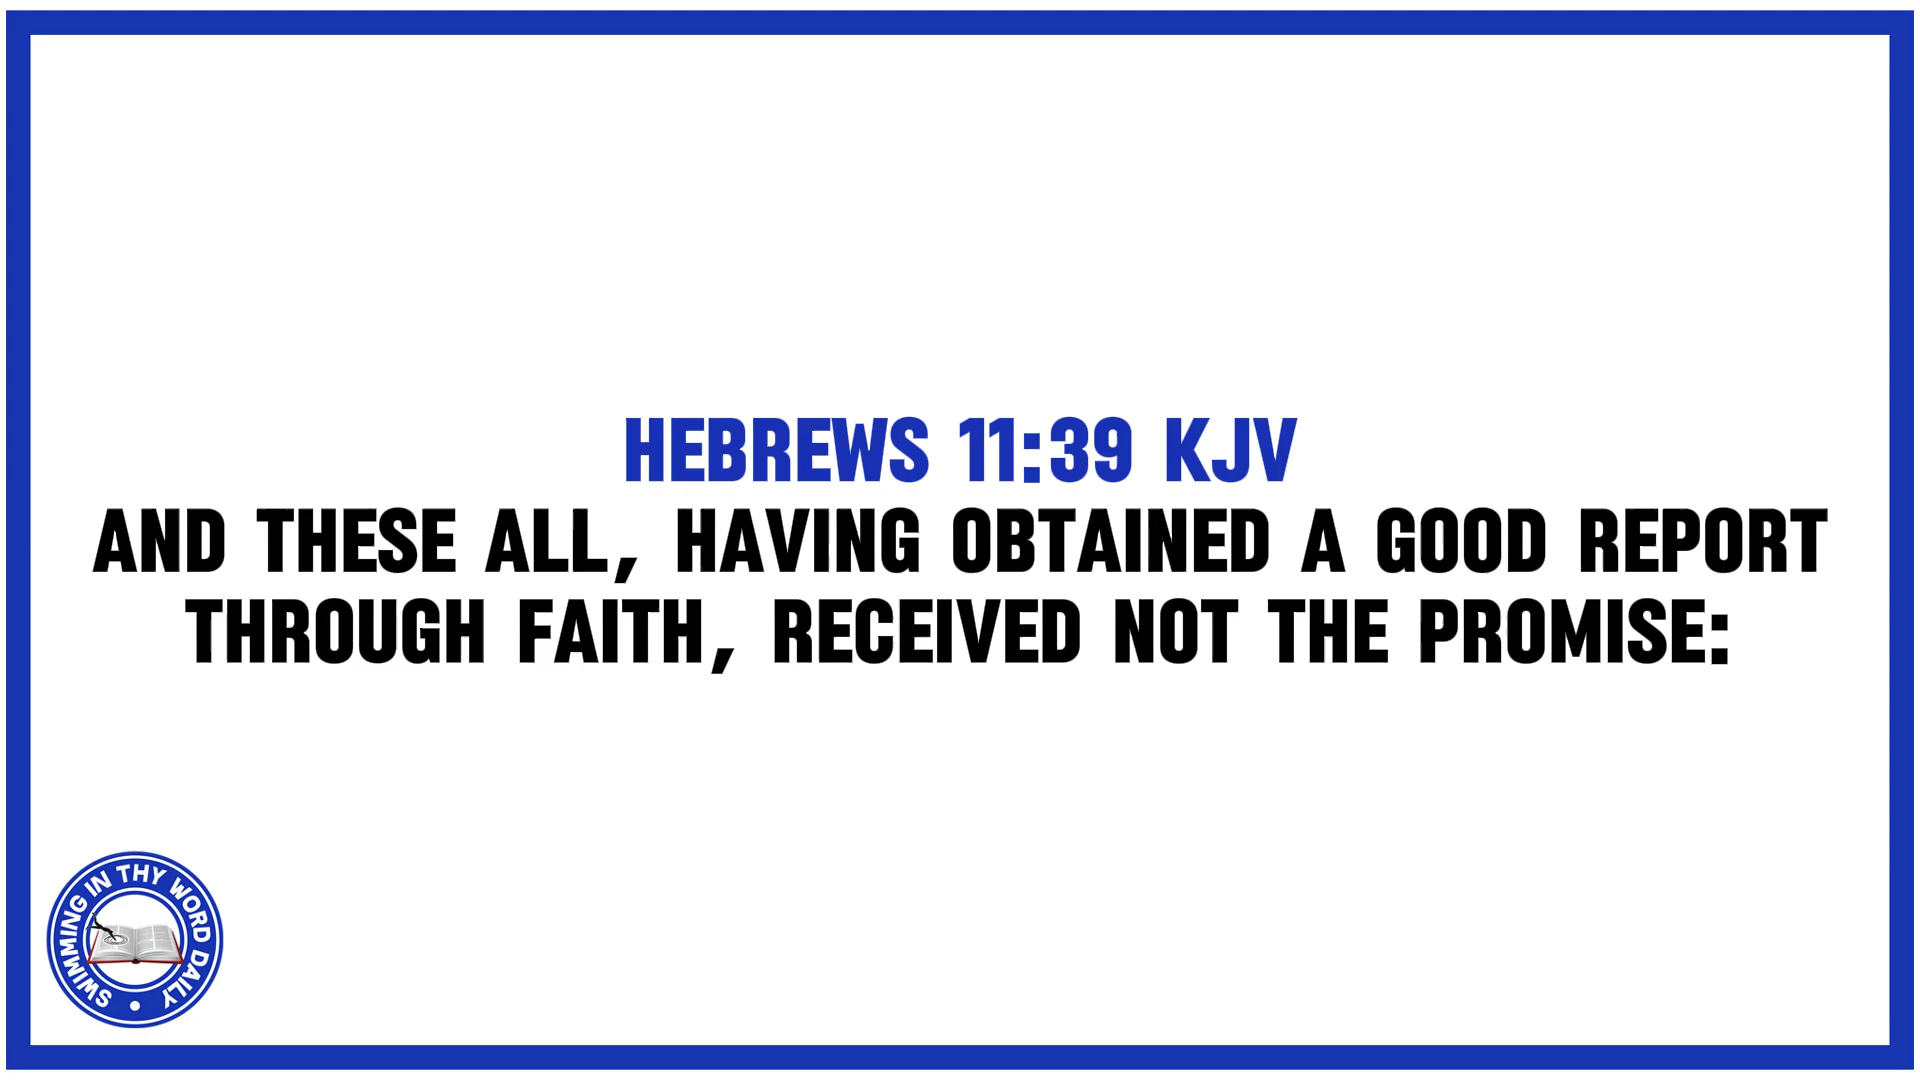 HEBREWS 11:39 KJV
AND THESE ALL, HAVING OBTAINED A GOOD REPORT
THROUGH FAITH, RECEIVED NOT THE PROMISE:
SWIMMING IN THY WORD DAILY